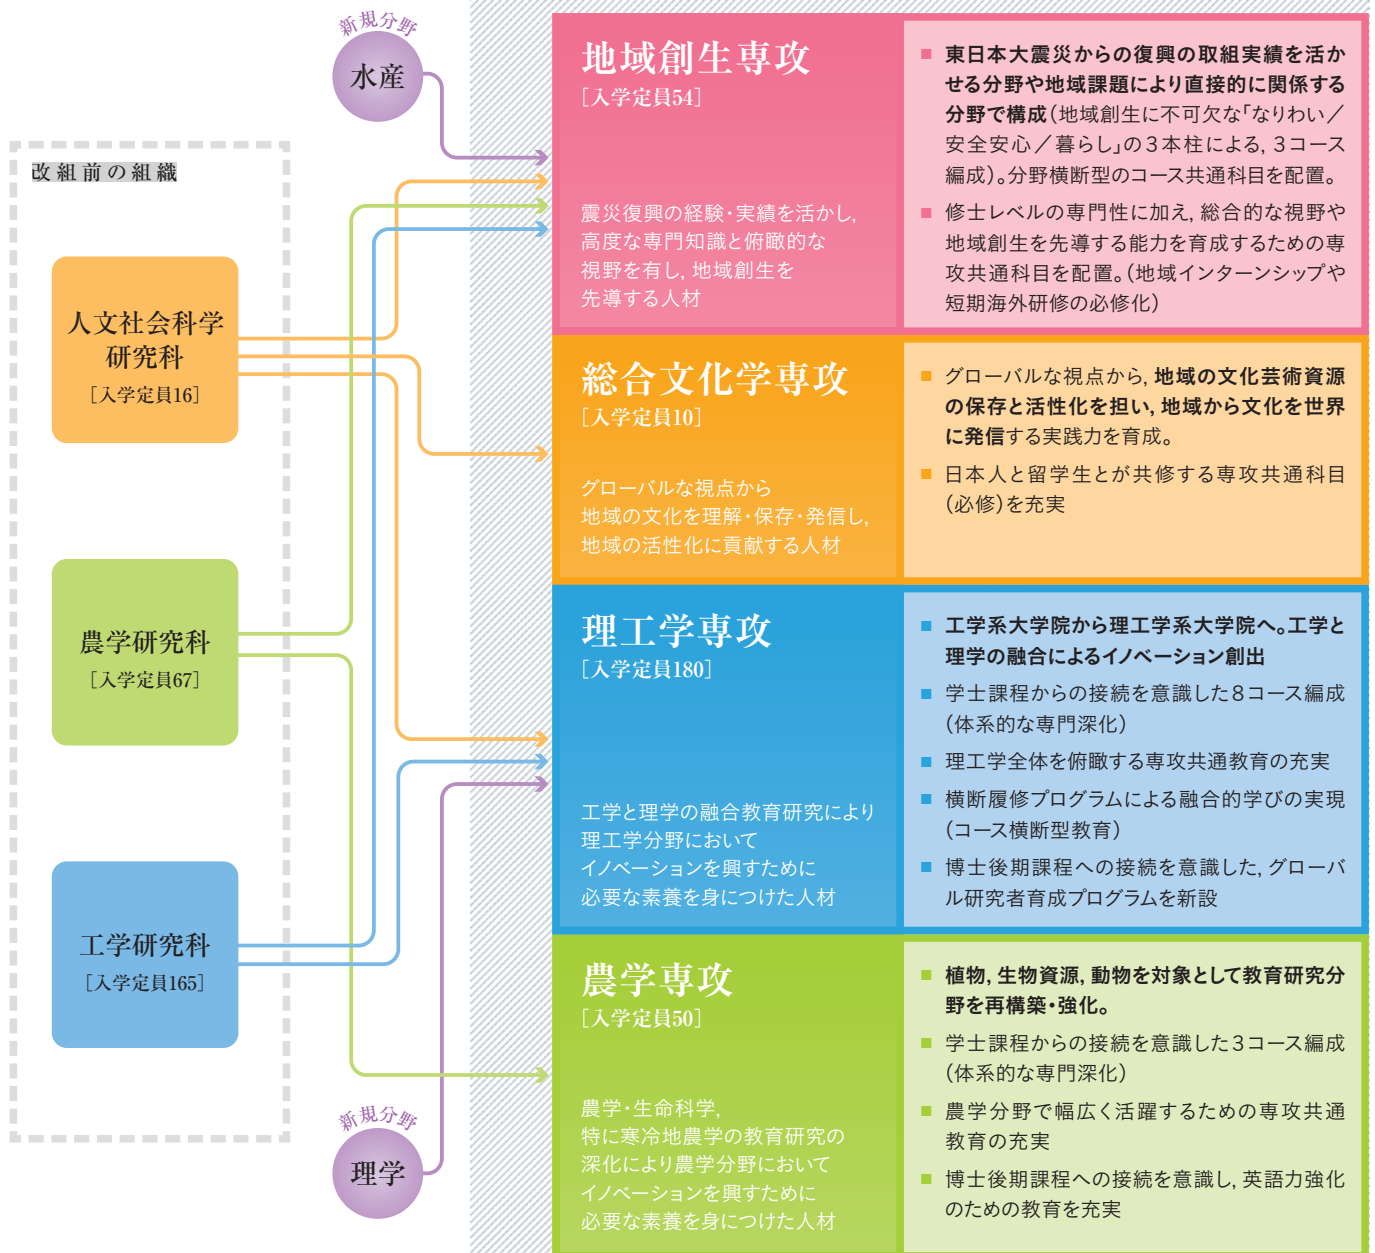 新規分野
水産
改組前の組織
人文社会科学
研究科
［入学定員16］
農学研究科
［入学定員67］
工学研究科
［入学定員165］
新規分野
理学
地域創生専攻
［入学定員54］
震災復興の経験・実績を活かし，
高度な専門知識と俯瞰的な
視野を有し，地域創生を
先導する人材
■ 東日本大震災からの復興の取組実績を活か
せる分野や地域課題により直接的に関係する
分野で構成（地域創生に不可欠な「なりわい／
安全安心／暮らし」の3本柱による，3コース
編成）。分野横断型のコース共通科目を配置。
■ 修士レベルの専門性に加え，総合的な視野や
地域創生を先導する能力を育成するための専
攻共通科目を配置。（地域インターンシップや
短期海外研修の必修化）
総合文化学専攻
［入学定員10］
グローバルな視点から
地域の文化を理解・保存・発信し，
地域の活性化に貢献する人材
■ グローバルな視点から，地域の文化芸術資源
の保存と活性化を担い，地域から文化を世界
に発信する実践力を育成。
■ 日本人と留学生とが共修する専攻共通科目
（必修）を充実
理工学専攻
［入学定員180］
工学と理学の融合教育研究により
理工学分野において
イノベーションを興すために
必要な素養を身につけた人材
■ 工学系大学院から理工学系大学院へ。工学と
理学の融合によるイノベーション創出
■ 学士課程からの接続を意識した8コース編成
（体系的な専門深化）
■ 理工学全体を俯瞰する専攻共通教育の充実
■ 横断履修プログラムによる融合的学びの実現
（コース横断型教育）
■ 博士後期課程への接続を意識した，グローバ
ル研究者育成プログラムを新設
農学専攻
［入学定員50］
農学・生命科学，
特に寒冷地農学の教育研究の
深化により農学分野において
イノベーションを興すために
必要な素養を身につけた人材
■ 植物，生物資源，動物を対象として教育研究分
野を再構築・強化。
■ 学士課程からの接続を意識した3コース編成
（体系的な専門深化）
■ 農学分野で幅広く活躍するための専攻共通
教育の充実
■ 博士後期課程への接続を意識し，英語力強化
のための教育を充実